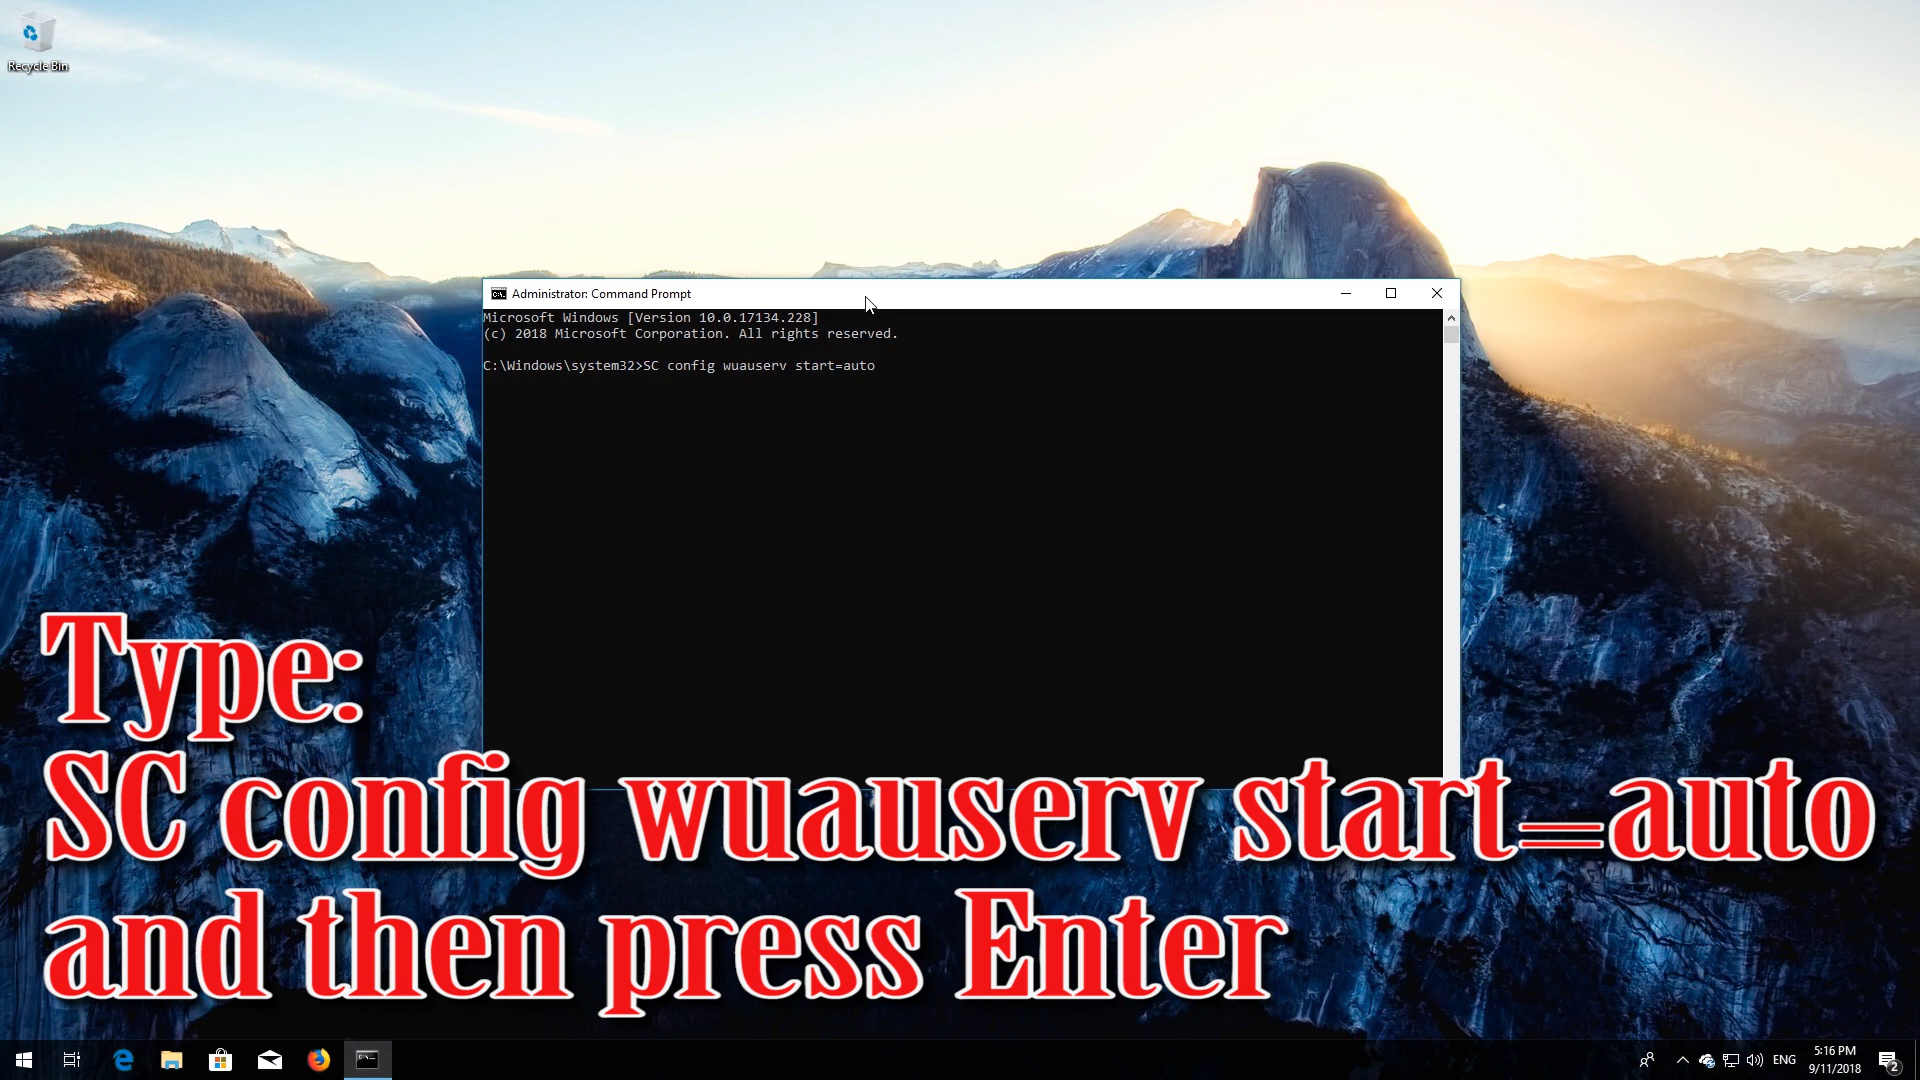 Recycle Bin
Administrator: Command Prompt
Microsoft Windows [Version 10.0.17134.228]
(c) 2018 Microsoft Corporation. All rights reserved.
C:\Windows\system32>SC config wuauserv start=auto
Type:
SC config wuauserv start=auto
and then press Enter
ENG
5:16 PM
9/11/2018
2